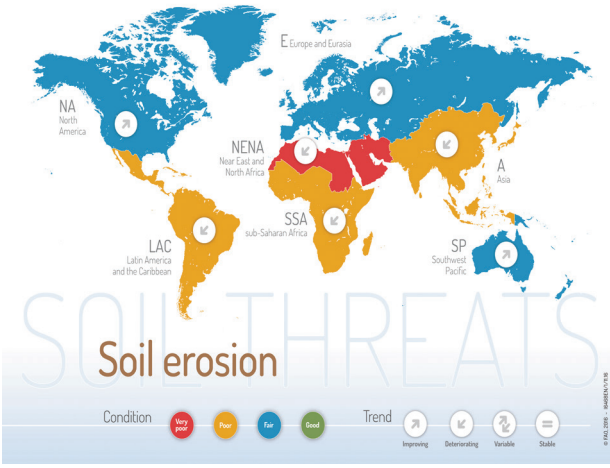 E Europe and Eurasia
NA
North
America
NENA
Near East and
North Africa
A
Asia
SSA
sub-Saharan Africa
LAC
Latin America
and the Caribbean
SP
Southwest
Pacific
SOIL THREATS
Soil erosion
Condition
Very
poor
Poor
Fair
Good
Trend
Improving
Deteriorating
Variable
Stable
© FAO, 2016